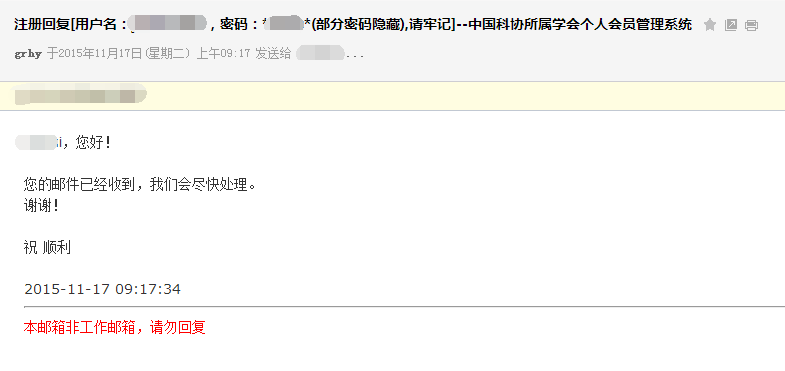 注册回复[用户名：，密码：**(部分密码隐藏),请牢记]--中国科协所属学会个人会员管理系统
grhy 于2015年11月17日(星期二) 上午09:17 发送给 ...
i，您好！
您的邮件已经收到，我们会尽快处理。
谢谢！
祝 顺利
2015-11-17 09:17:34
本邮箱非工作邮箱，请勿回复